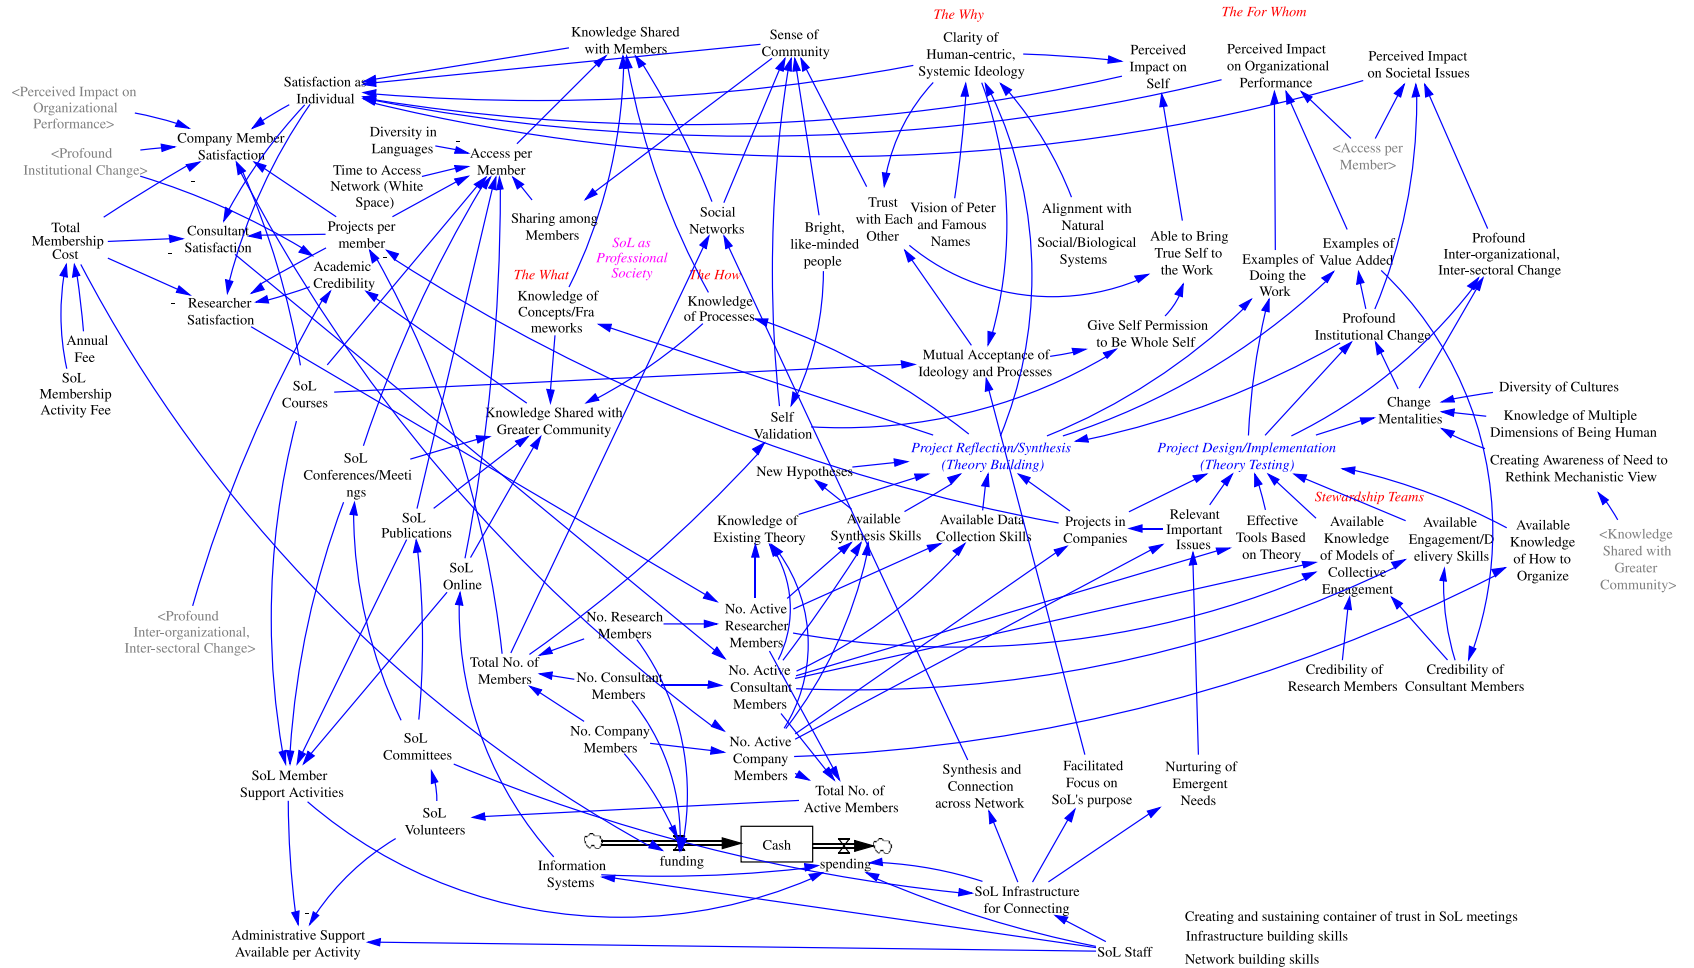 The Why
The For Whom
Knowledge Shared
with Members
Sense of
Community
Clarity of
Human-centric,
Systemic Ideology
Perceived
Impact on
Self
Perceived Impact
on Organizational
Performance
Perceived Impact
on Societal Issues
Satisfaction as
Individual
<Perceived Impact on
Organizational
Performance>
Company Member
Satisfaction
<Profound
Institutional Change>
Diversity in
Languages
-
Access per
Member
Time to Access
Network (White
Space)
<Access per
Member>
-
Total
Membership
Cost
Consultant
Satisfaction
-
Projects per
member
-
Sharing among
Members
SoL as
Professional
Society
Social
Networks
Bright,
like-minded
people
Trust
with Each
Other
Vision of Peter
and Famous
Names
Alignment with
Natural
Social/Biological
Systems
Able to Bring
True Self to
the Work
Examples of
Doing the
Work
Examples of
Value Added
Profound
Inter-organizational,
Inter-sectoral Change
Academic
Credibility
The What
The How
-
Researcher
Satisfaction
Knowledge of
Concepts/Fra
meworks
Knowledge
of Processes
Profound
Institutional Change
Give Self Permission
to Be Whole Self
Annual
Fee
SoL
Membership
Activity Fee
Mutual Acceptance of
Ideology and Processes
SoL
Courses
Knowledge Shared with
Greater Community
Self
Validation
Change
Mentalities
Diversity of Cultures
Knowledge of Multiple
Dimensions of Being Human
Creating Awareness of Need to
Rethink Mechanistic View
Project Reflection/Synthesis
(Theory Building)
Project Design/Implementation
(Theory Testing)
New Hypotheses
SoL
Conferences/Meeti
ngs
Stewardship Teams
SoL
Publications
Knowledge of
Existing Theory
Available
Synthesis Skills
Available Data
Collection Skills
Projects in
Companies
Relevant
Important
Issues
Effective
Tools Based
on Theory
Available
Knowledge
of Models of
Collective
Engagement
Available
Engagement/D
elivery Skills
Available
Knowledge
of How to
Organize
<Knowledge
Shared with
Greater
Community>
SoL
Online
<Profound
Inter-organizational,
Inter-sectoral Change>
No. Research
Members
No. Active
Researcher
Members
Total No. of
Members
No. Consultant
Members
No. Active
Consultant
Members
Credibility of
Research Members
Credibility of
Consultant Members
No. Company
Members
No. Active
Company
Members
SoL
Committees
SoL Member
Support Activities
Total No. of
Active Members
Synthesis and
Connection
across Network
Facilitated
Focus on
SoL's purpose
Nurturing of
Emergent
Needs
SoL
Volunteers
Cash
funding
spending
Information
Systems
SoL Infrastructure
for Connecting
-
Administrative Support
Available per Activity
SoL Staff
Creating and sustaining container of trust in SoL meetings
Infrastructure building skills
Network building skills